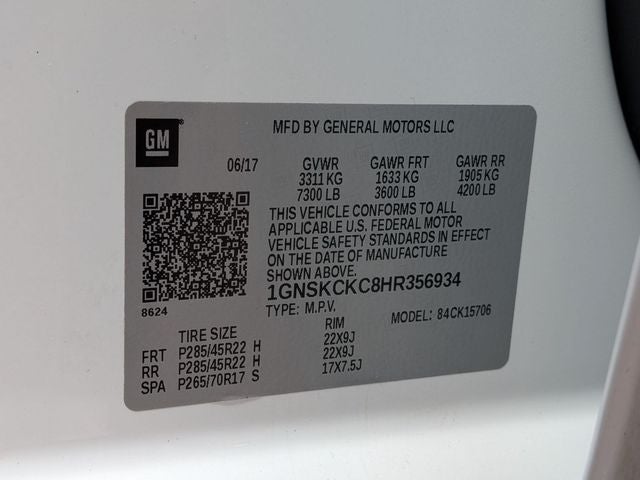 GM
MFD BY GENERAL MOTORS LLC
06/17 GVWR GAWR FRT GAWR RR
3311 KG 1633 KG 1905 KG
7300 LB 3600 LB 4200 LB
THIS VEHICLE CONFORMS TO ALL
APPLICABLE U.S. FEDERAL MOTOR
VEHICLE SAFETY STANDARDS IN EFFECT
ON THE DATE OF MANUFACTURE
SHOWN ABOVE.
8624 1GNSKCKC8HR356934
TYPE: M.P.V. MODEL: 84CK15706
TIRE SIZE RIM
FRT P285/45R22 H 22X9J
RR P285/45R22 H 22X9J
SPA P265/70R17 S 17X7.5J